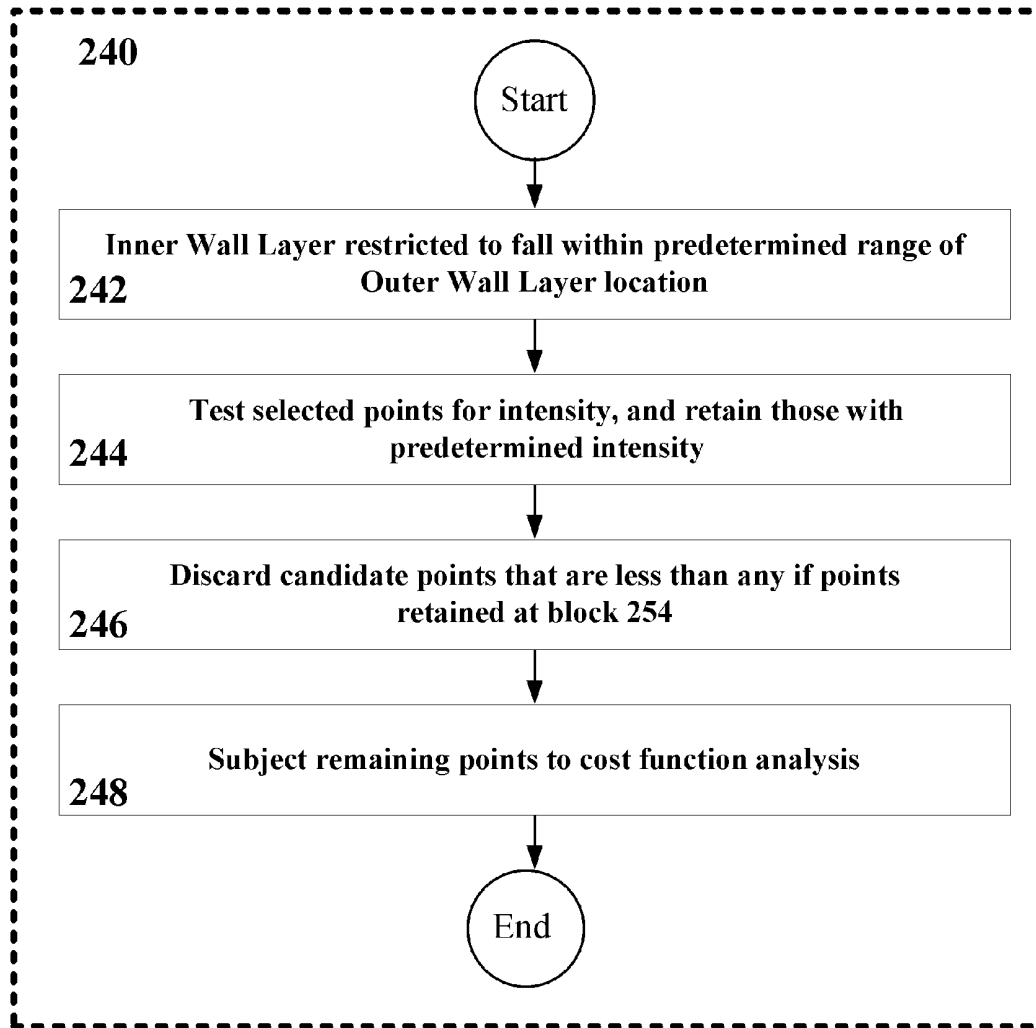 240
Start
Inner Wall Layer restricted to fall within predetermined range of
Outer Wall Layer location
242
Test selected points for intensity, and retain those with
predetermined intensity
244
Discard candidate points that are less than any if points
retained at block 254
246
Subject remaining points to cost function analysis
248
End